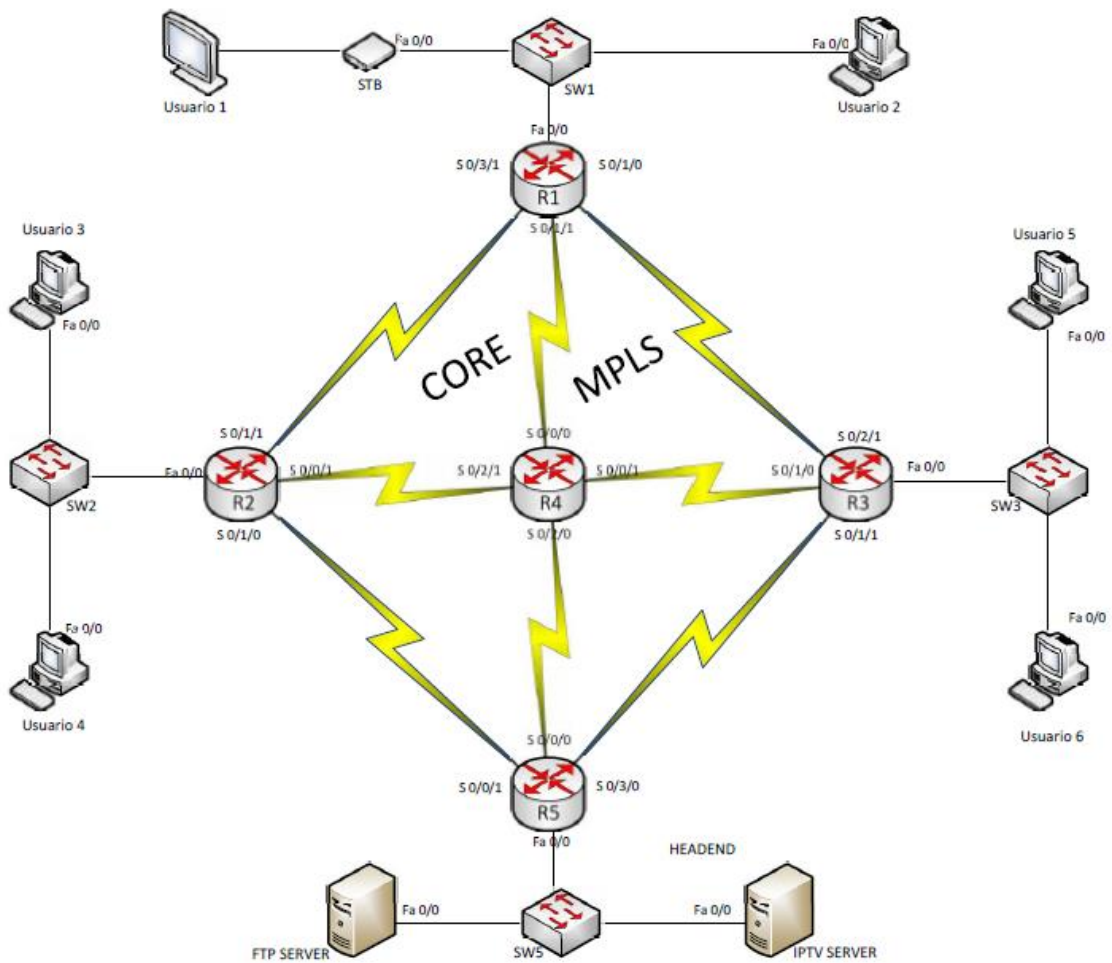 Fa 0/0
Fa 0/0
STB
SW1
Usuario 1
Usuario 2
Fa 0/0
S 0/3/1
S 0/1/0
R1
S 0/1/1
Usuario 3
Usuario 5
Fa 0/0
Fa 0/0
CORE
MPLS
S 0/1/1
S 0/0/0
S 0/2/1
Fa 0/0
S 0/0/1
S 0/2/1
S 0/0/1
S 0/1/0
Fa 0/0
SW2
R2
R4
R3
SW3
S 0/1/0
S 0/2/0
S 0/1/1
Fa 0/0
Fa 0/0
Usuario 4
Usuario 6
S 0/0/0
S 0/0/1
S 0/3/0
R5
Fa 0/0
HEADEND
Fa 0/0
Fa 0/0
FTP SERVER
SW5
IPTV SERVER